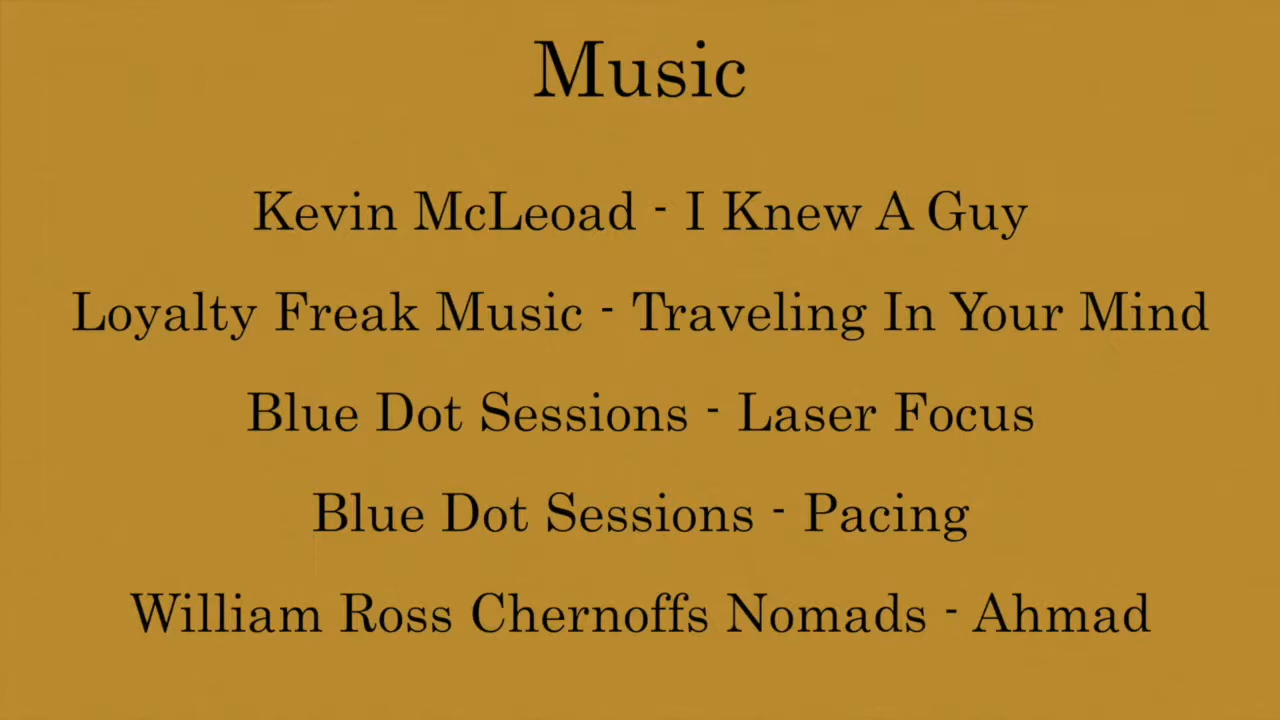 Music
Kevin McLeoad - I Knew A Guy
Loyalty Freak Music - Traveling In Your Mind
Blue Dot Sessions - Laser Focus
Blue Dot Sessions - Pacing
William Ross Chernoffs Nomads - Ahmad